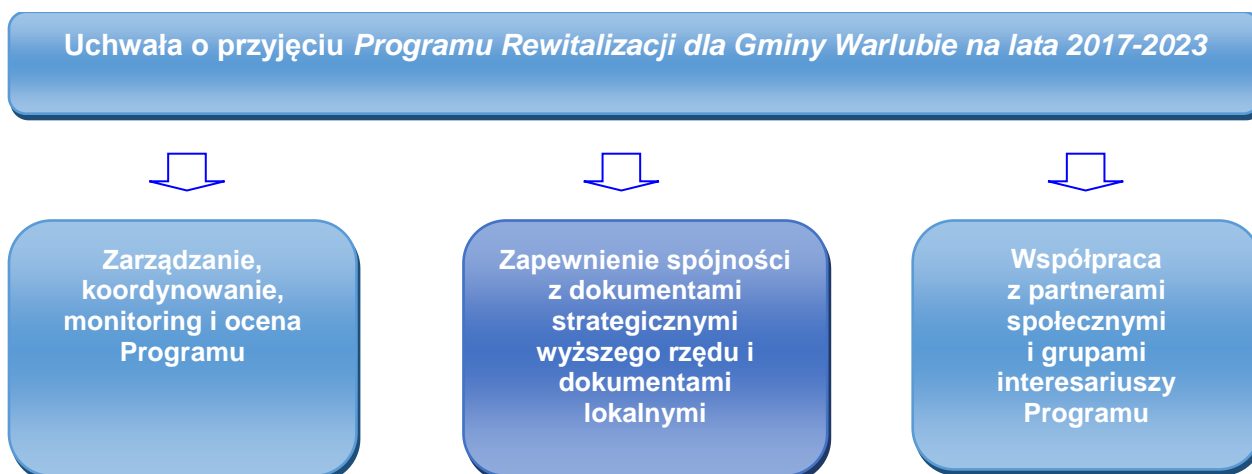 Uchwała o przyjęciu Programu Rewitalizacji dla Gminy Warlubie na lata 2017-2023
Zarządzanie,
koordynowanie,
monitoring i ocena
Programu
Zapewnienie spójności
z dokumentami
strategicznymi
wyższego rzędu i
dokumentami
lokalnymi
Współpraca
z partnerami
społecznymi
i grupami
interesariuszy
Programu